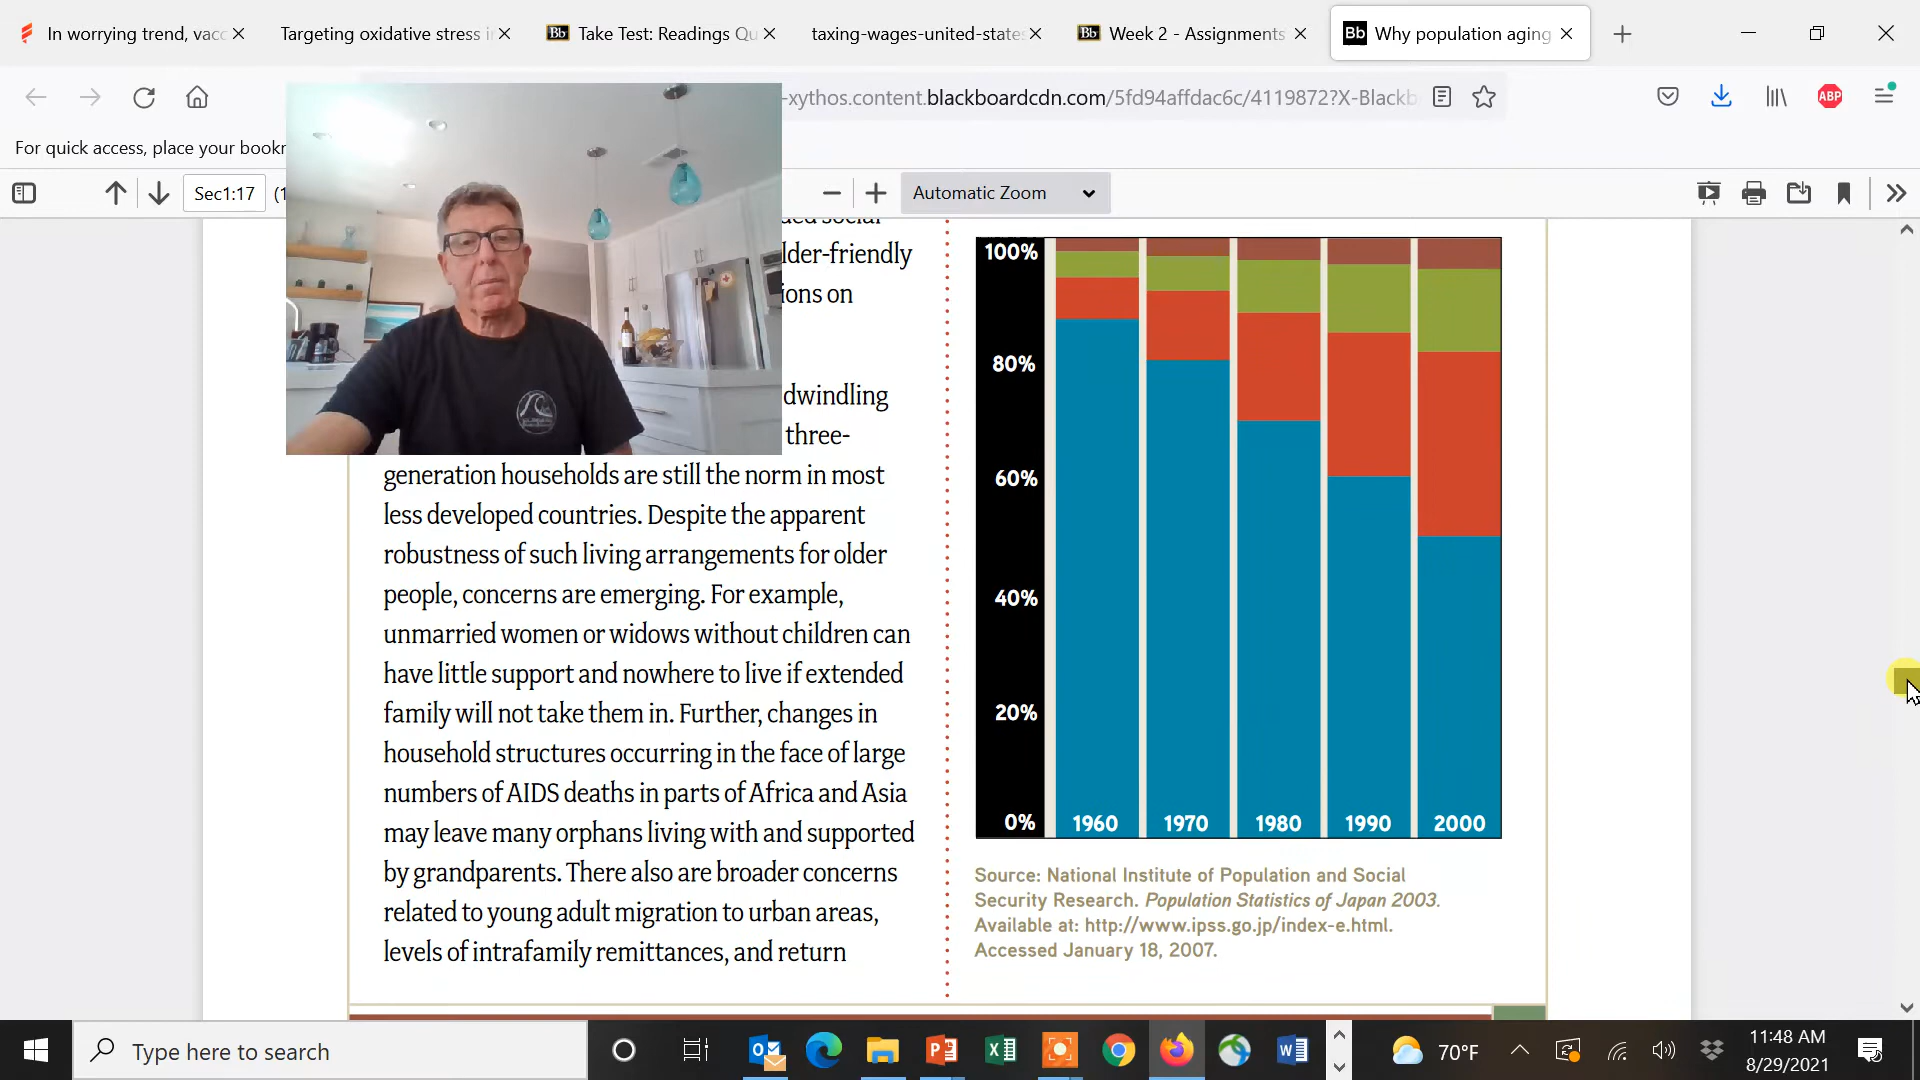 In worrying trend, vacc
Targeting oxidative stress i
Bb Take Test: Readings Qu
taxing-wages-united-states
Bb Week 2 - Assignments
Bb Why population aging
-xythos.content.blackboardcdn.com/5fd94affdac6c/4119872?X-Blackb
ABP
For quick access, place your bookr
Sec1:17 (1
Automatic Zoom
social
lder-friendly
ions on
dwindling
three-
generation households are still the norm in most
less developed countries. Despite the apparent
robustness of such living arrangements for older
people, concerns are emerging. For example,
unmarried women or widows without children can
have little support and nowhere to live if extended
family will not take them in. Further, changes in
household structures occurring in the face of large
numbers of AIDS deaths in parts of Africa and Asia
may leave many orphans living with and supported
by grandparents. There also are broader concerns
related to young adult migration to urban areas,
levels of intrafamily remittances, and return
100%
80%
60%
40%
20%
0% 1960 1970 1980 1990 2000
Source: National Institute of Population and Social
Security Research. Population Statistics of Japan 2003.
Available at: http://www.ipss.go.jp/index-e.html.
Accessed January 18, 2007.
Type here to search
70°F
11:48 AM
8/29/2021